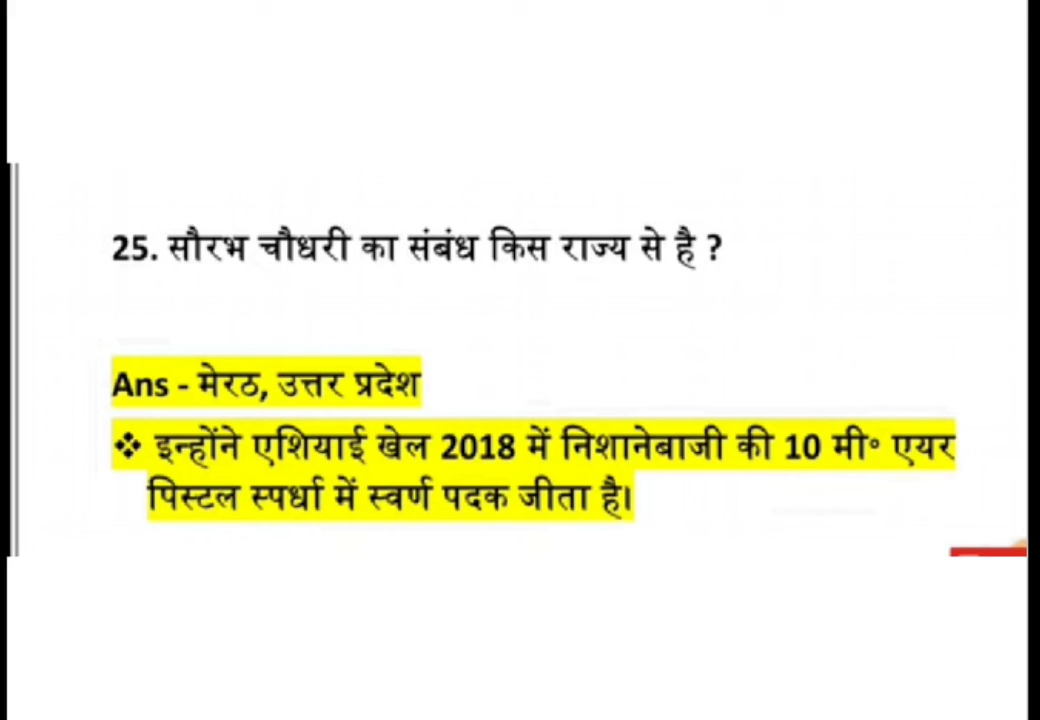 25. सौरभ चौधरी का संबंध किस राज्य से है ?
Ans - मेरठ, उत्तर प्रदेश
❖ इन्होंने एशियाई खेल 2018 में निशानेबाजी की 10 मी॰ एयर
पिस्टल स्पर्धा में स्वर्ण पदक जीता है।